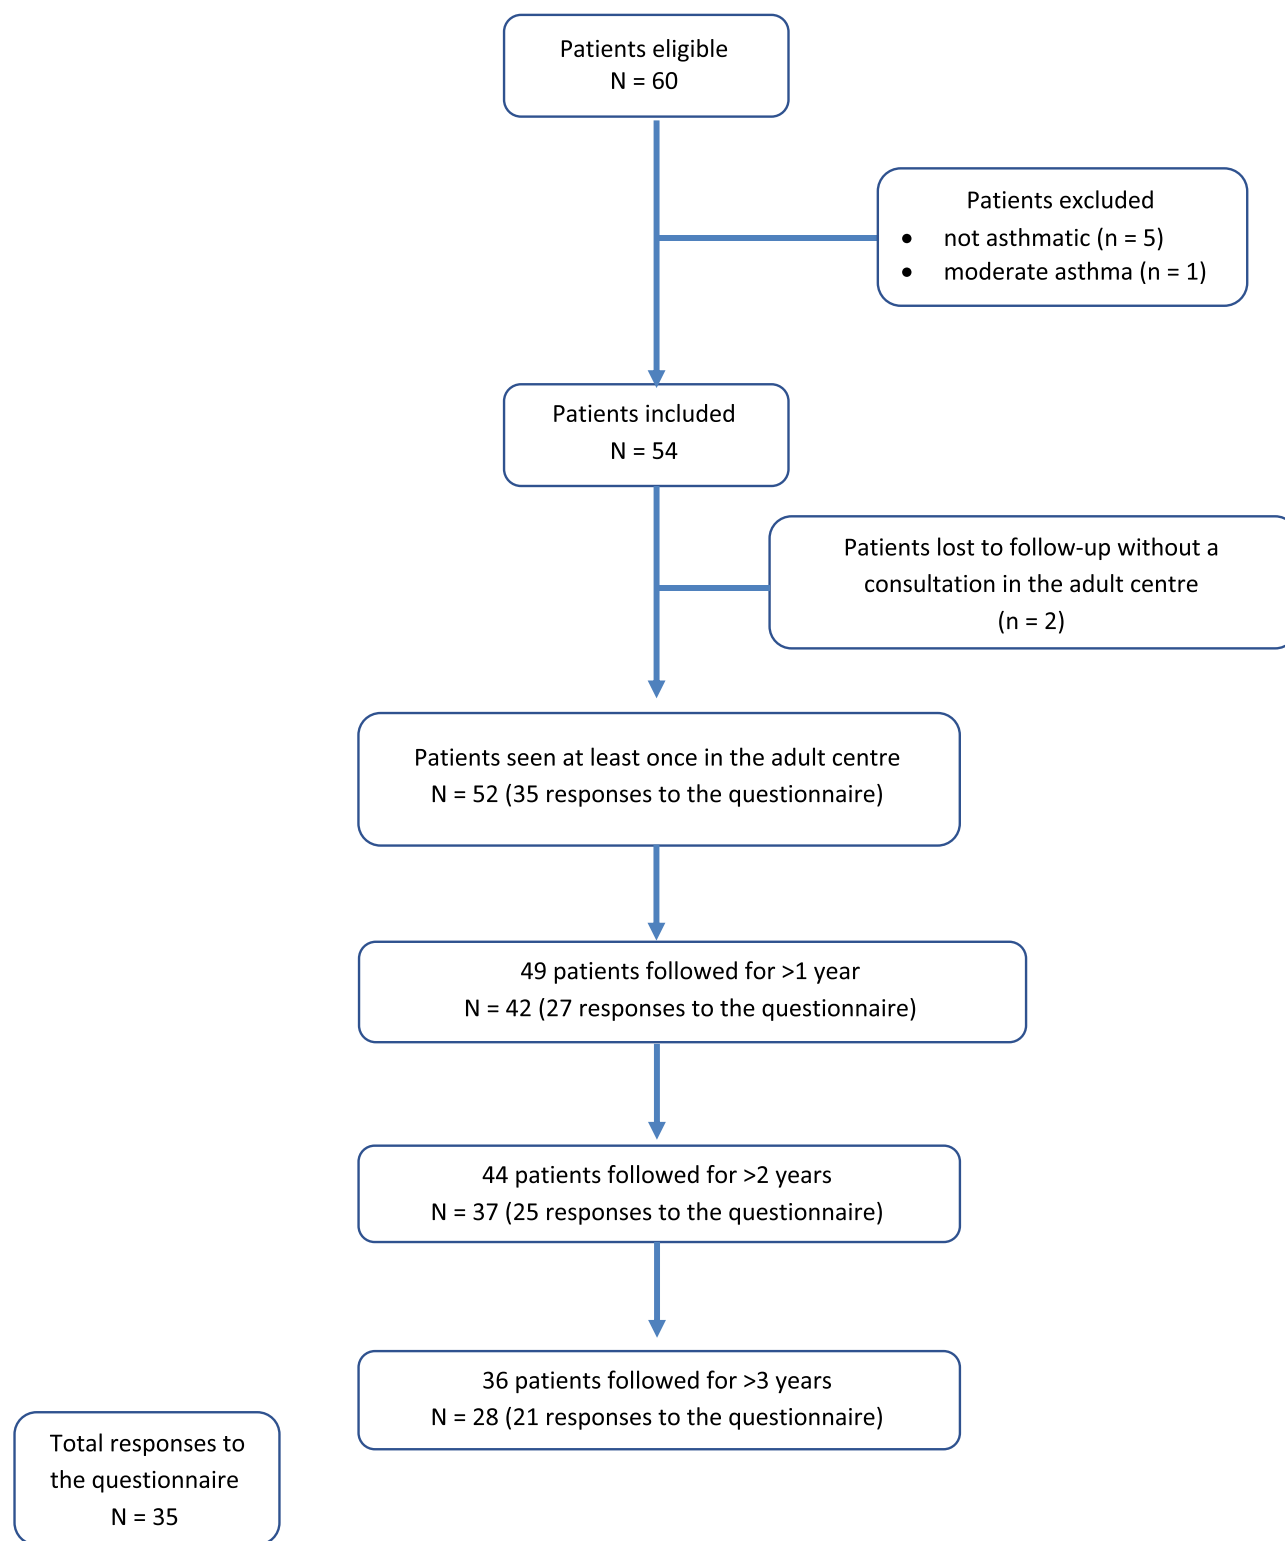 Patients eligible
N = 60
Patients excluded
• not asthmatic (n = 5)
• moderate asthma (n = 1)
Patients included
N = 54
Patients lost to follow-up without a
consultation in the adult centre
(n = 2)
Patients seen at least once in the adult centre
N = 52 (35 responses to the questionnaire)
49 patients followed for >1 year
N = 42 (27 responses to the questionnaire)
44 patients followed for >2 years
N = 37 (25 responses to the questionnaire)
36 patients followed for >3 years
N = 28 (21 responses to the questionnaire)
Total responses to
the questionnaire
N = 35